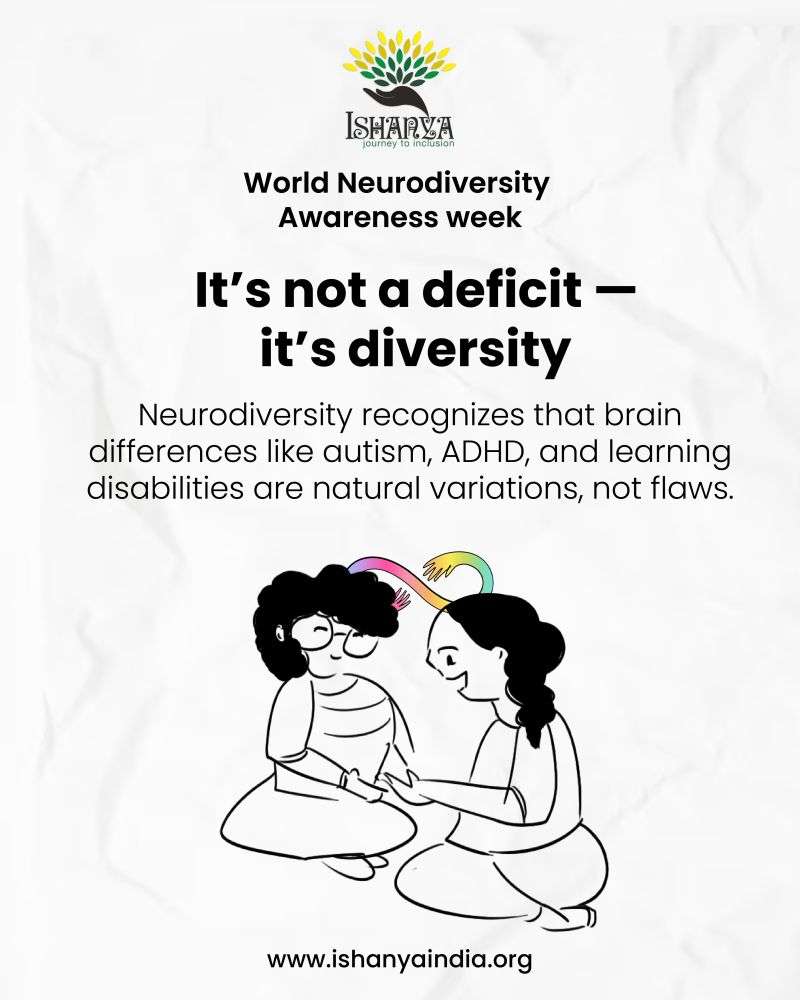 ISHANYA
journey to inclusion
World Neurodiversity
Awareness week
It’s not a deficit —
it’s diversity
Neurodiversity recognizes that brain
differences like autism, ADHD, and learning
disabilities are natural variations, not flaws.
www.ishanyaindia.org